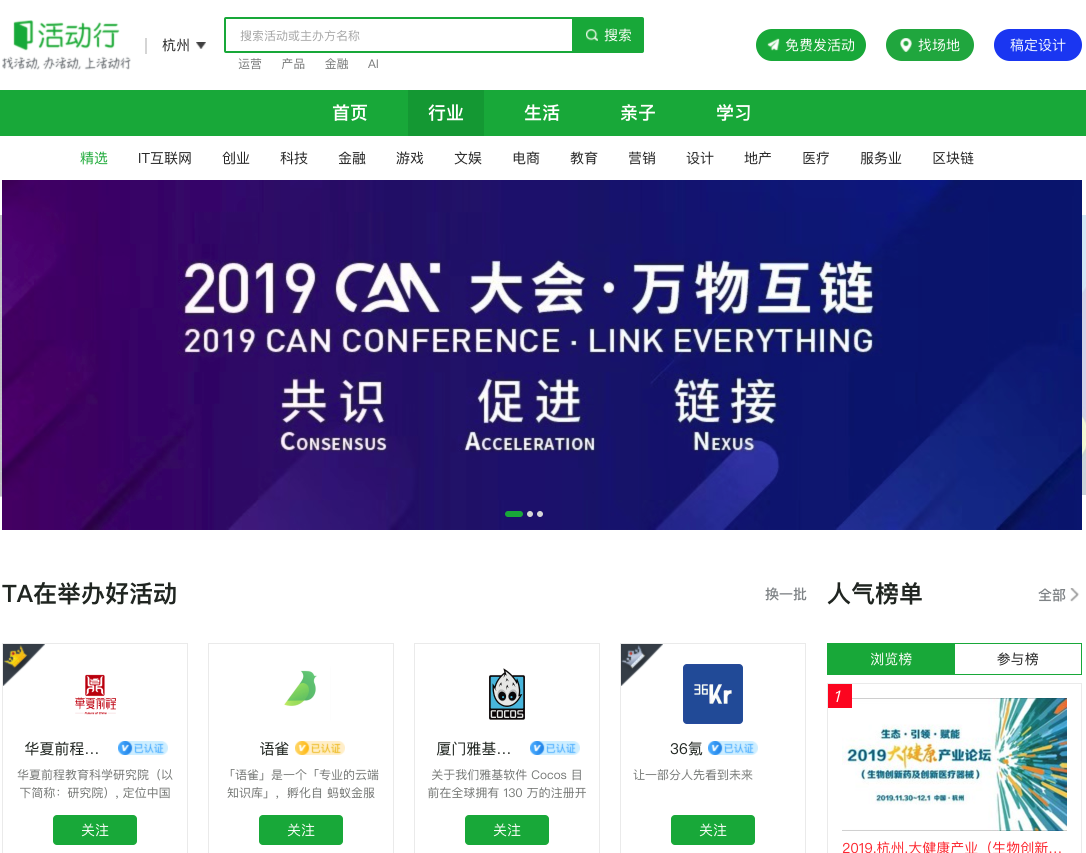 活动行
找活动, 办活动, 上活动行
杭州
搜索活动或主办方名称
搜索
运营 产品 金融 AI
免费发活动
找场地
稿定设计
首页 行业 生活 亲子 学习
精选 IT互联网 创业 科技 金融 游戏 文娱 电商 教育 营销 设计 地产 医疗 服务业 区块链
2019 CAN 大会·万物互链
2019 CAN CONFERENCE · LINK EVERYTHING
共识 促进 链接
CONSENSUS ACCELERATION NEXUS
TA在举办好活动
换一批
華夏前程
华夏前程... 已认证
华夏前程教育科学研究院（以
下简称：研究院）, 定位中国
关注
语雀 已认证
「语雀」是一个「专业的云端
知识库」，孵化自 蚂蚁金服
关注
COCOS
厦门雅基... 已认证
关于我们雅基软件 Cocos 目
前在全球拥有 130 万的注册开
关注
36Kr
36氪 已认证
让一部分人先看到未来
关注
人气榜单
全部
浏览榜 参与榜
1
生态·引领·赋能
2019大健康产业论坛
（生物创新药及创新医疗器械）
2019.11.30-12.1 中国·杭州
2019.杭州.大健康产业（生物创新...